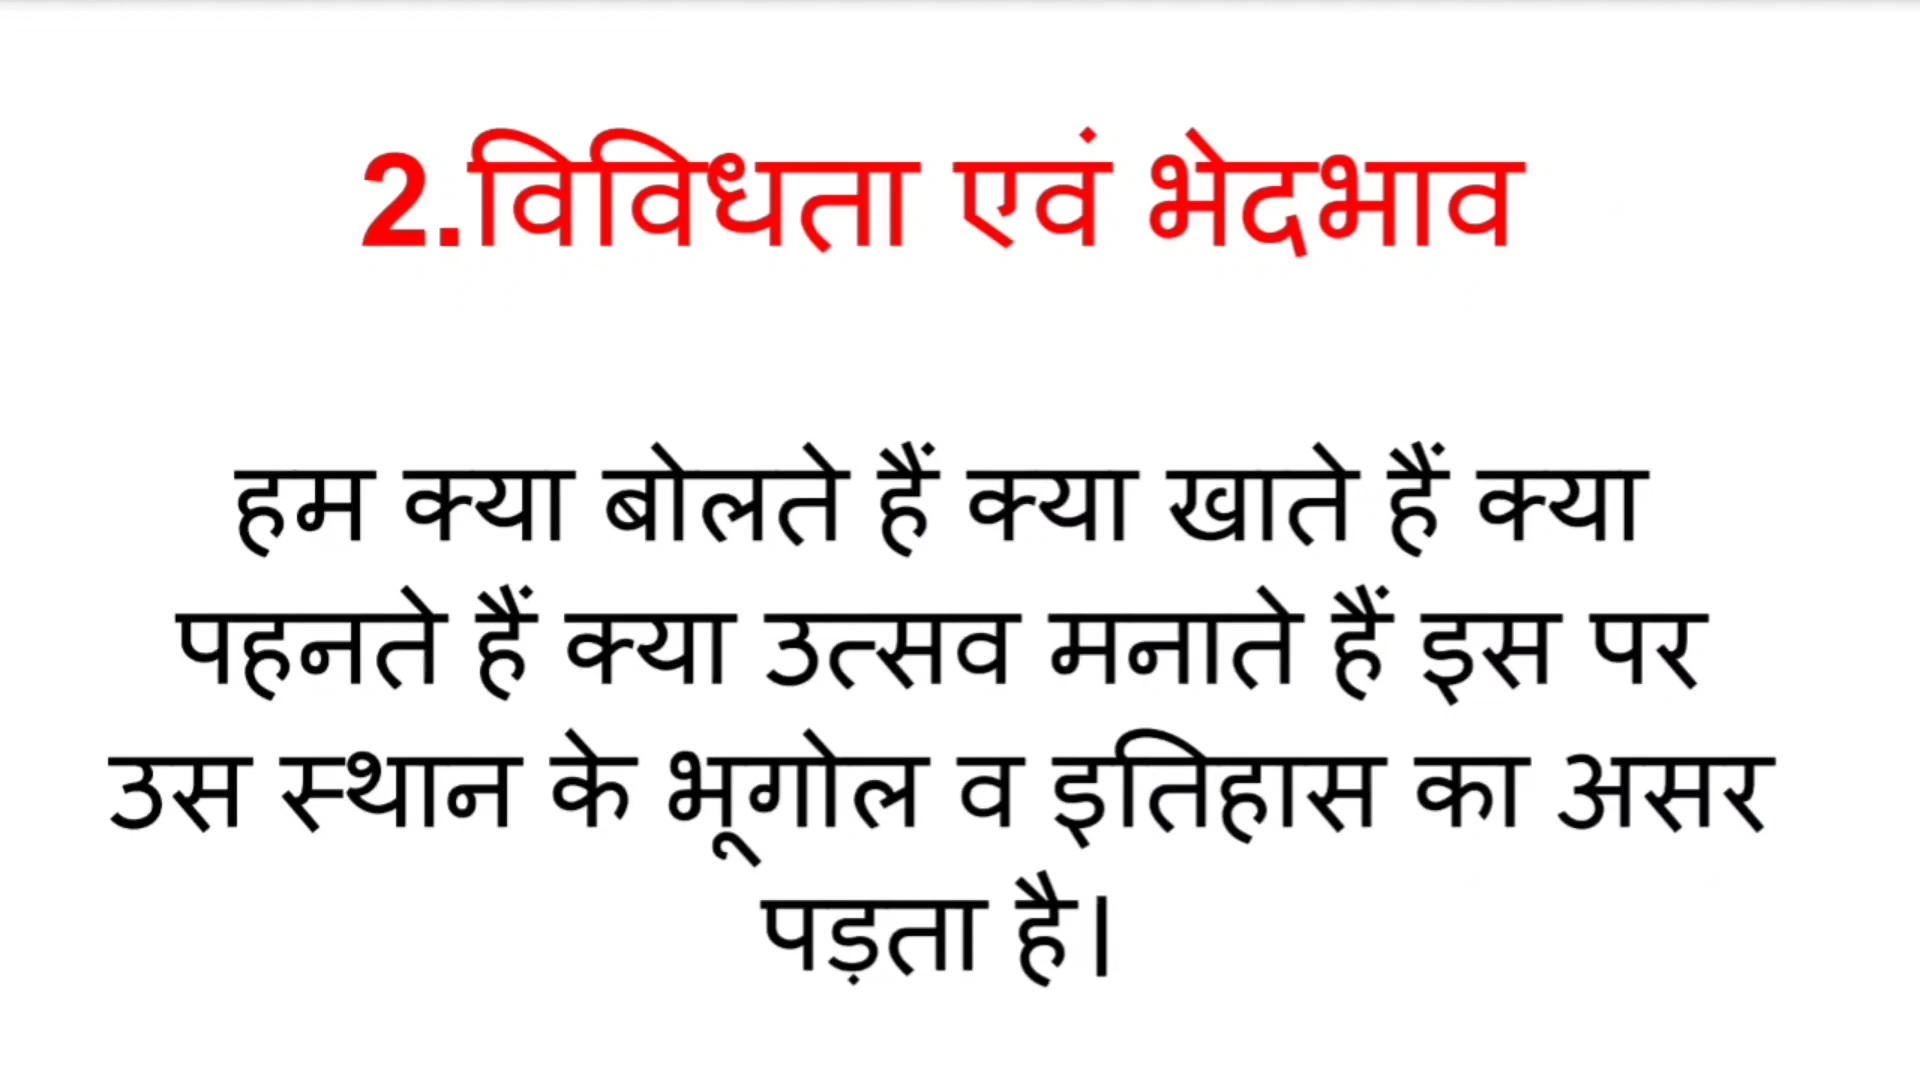 2.विविधता एवं भेदभाव
हम क्या बोलते हैं क्या खाते हैं क्या
पहनते हैं क्या उत्सव मनाते हैं इस पर
उस स्थान के भूगोल व इतिहास का असर
पड़ता है।